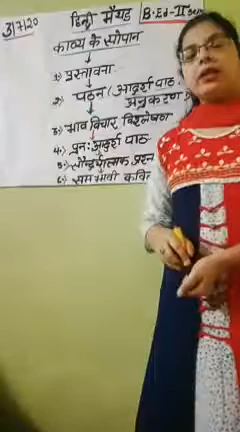 3/7/20 हिन्दी मैथड B.Ed-II
काव्य के सोपान
1) प्रस्तावना
2) पठन (आदर्श पाठ
अनुकरण
3) भाव विचार विश्लेषण
4) पुनः आदर्श पाठ
5) सौन्दर्यात्मक प्रश्न
6) समभावी कवि